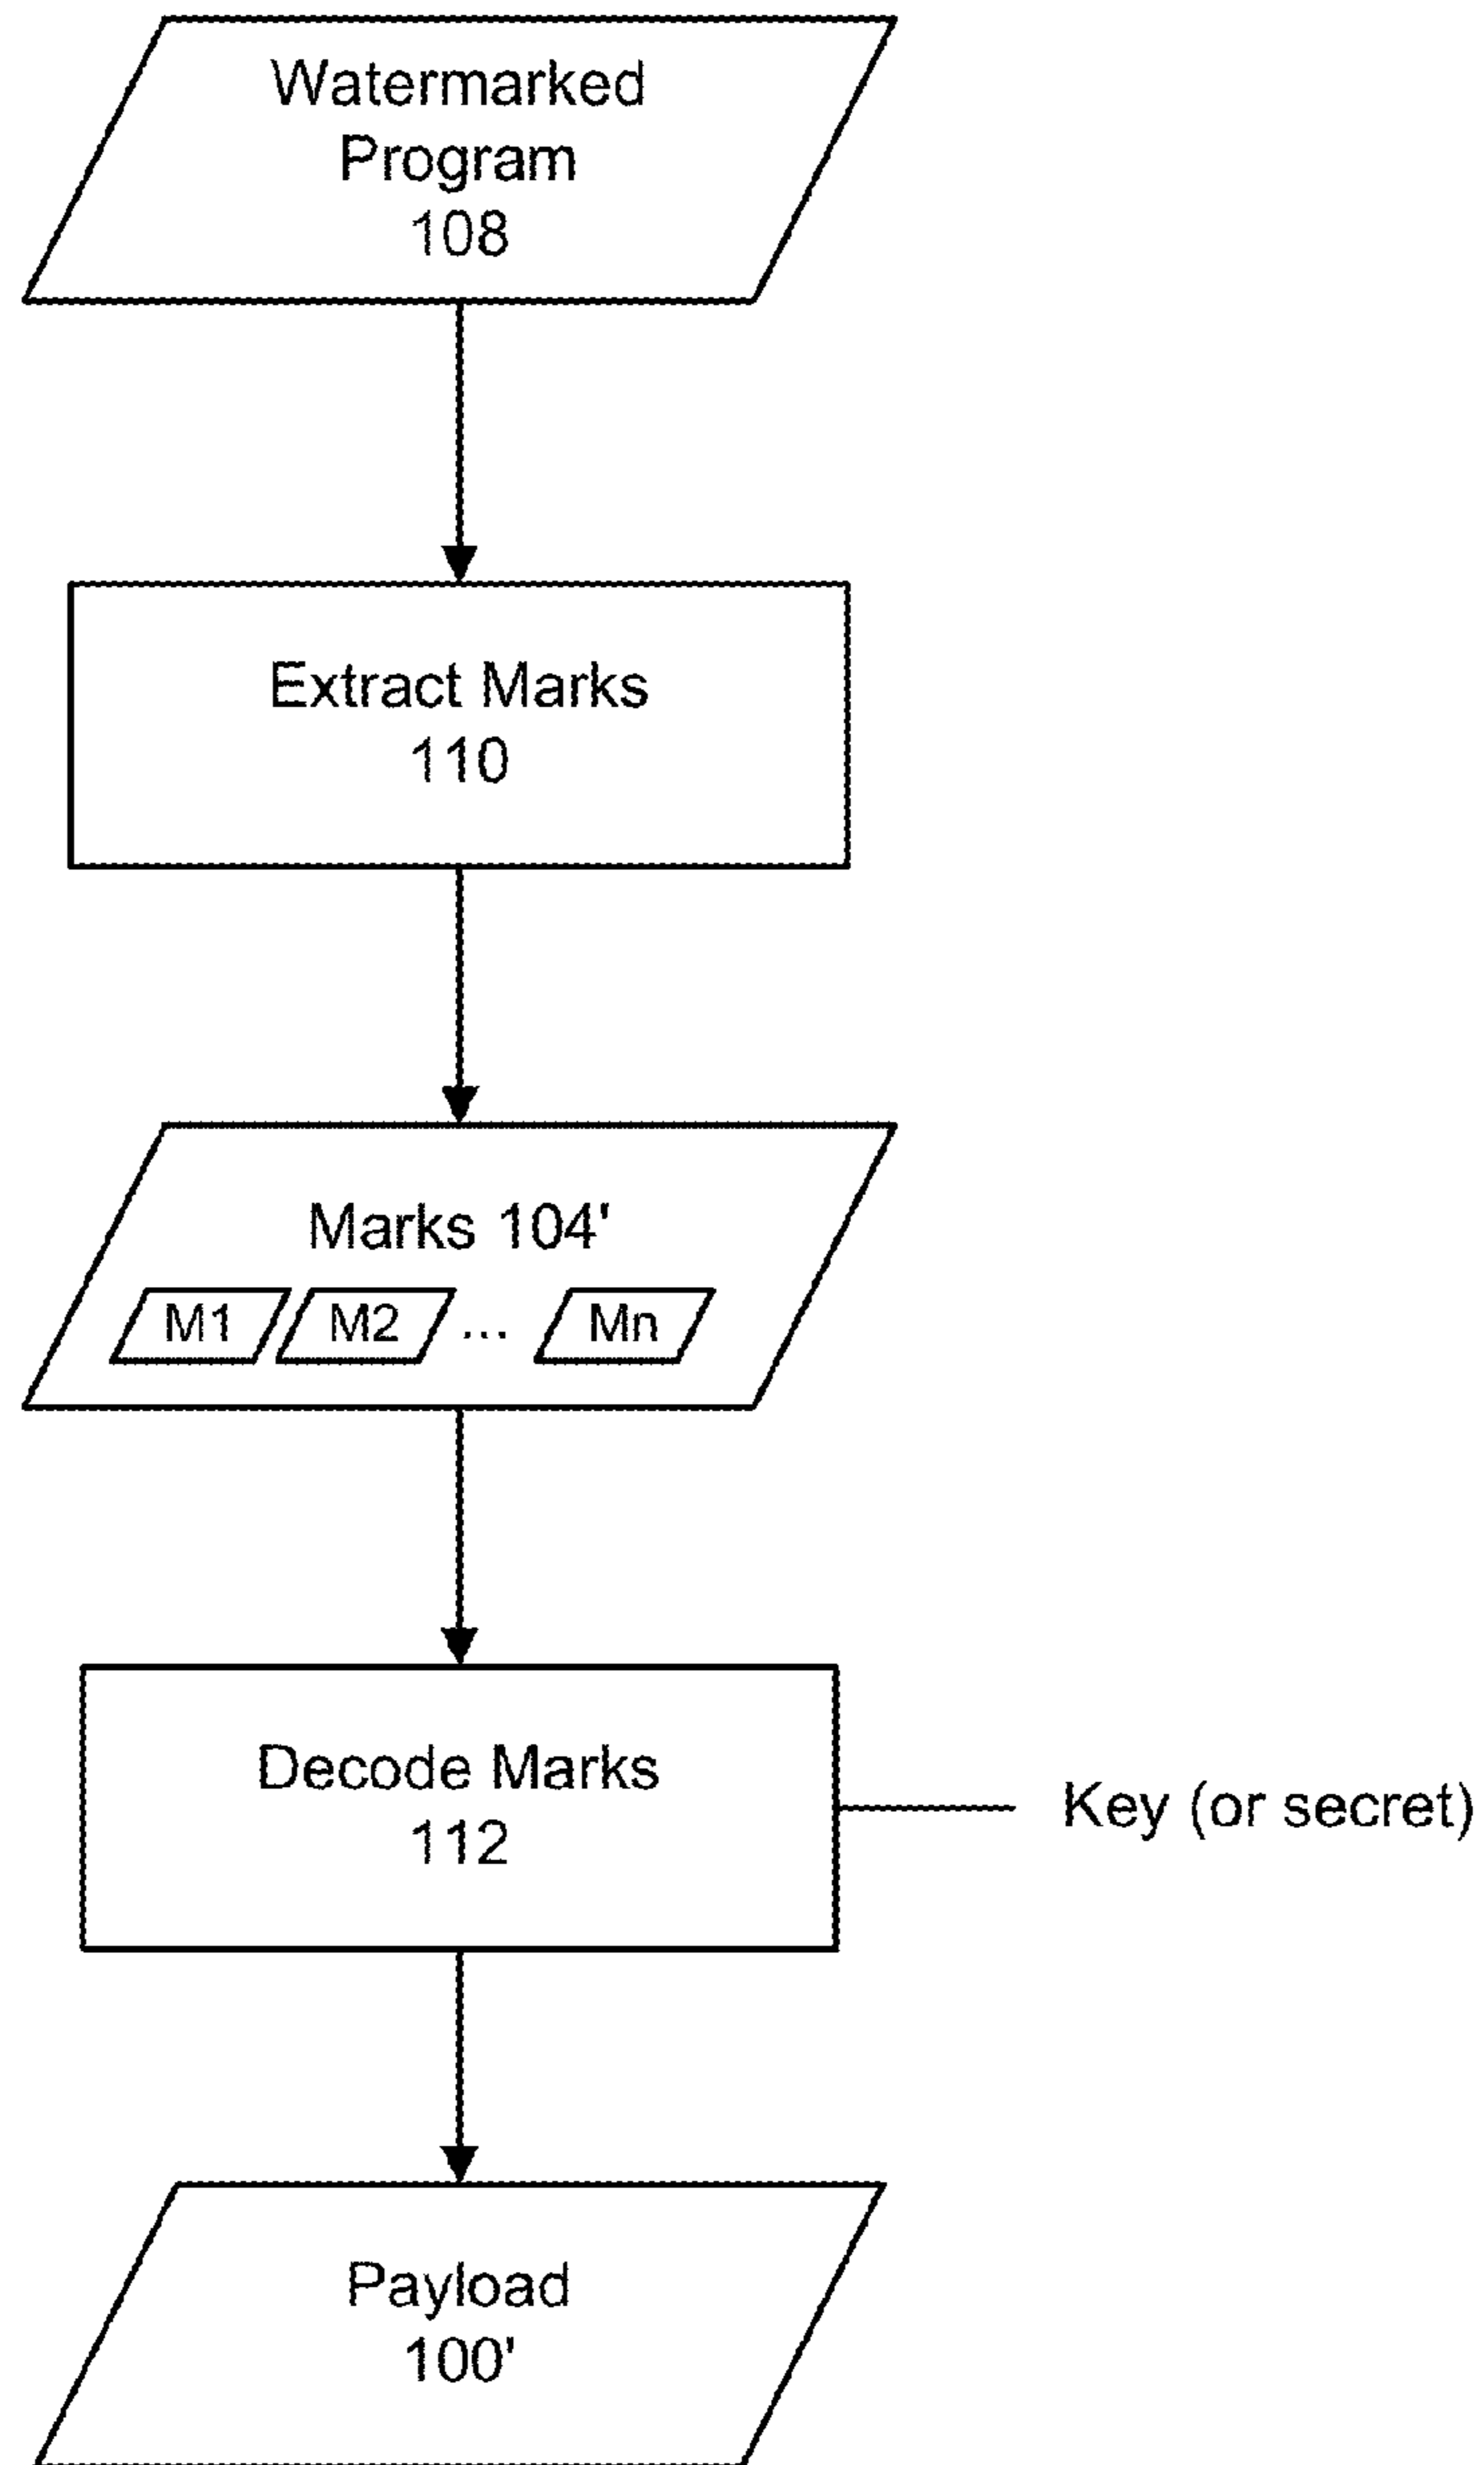 Watermarked
Program
108
Extract Marks
110
Marks 104'
M1 M2 ... Mn
Decode Marks
112
Key (or secret)
Payload
100'